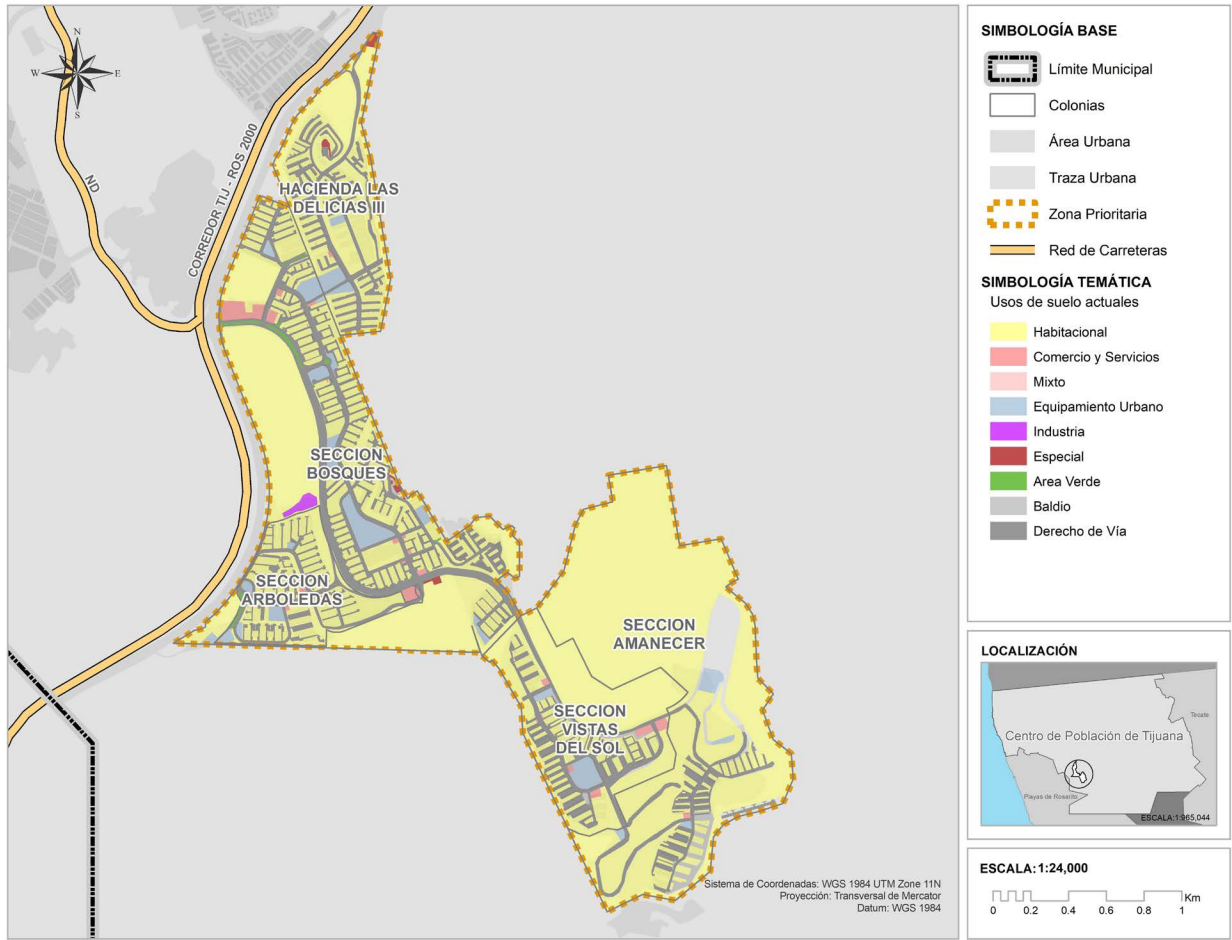 N
W
E
S
ND
CORREDOR TIJ - ROS 2000
HACIENDA LAS
DELICIAS III
SECCION
BOSQUES
SECCION
ARBOLEDAS
SECCION
AMANECER
SECCION
VISTAS
DEL SOL
Sistema de Coordenadas: WGS 1984 UTM Zone 11N
Proyección: Transversal de Mercator
Datum: WGS 1984
SIMBOLOGÍA BASE
Límite Municipal
Colonias
Área Urbana
Traza Urbana
Zona Prioritaria
Red de Carreteras
SIMBOLOGÍA TEMÁTICA
Usos de suelo actuales
Habitacional
Comercio y Servicios
Mixto
Equipamiento Urbano
Industria
Especial
Area Verde
Baldio
Derecho de Vía
LOCALIZACIÓN
Tecate
Centro de Población de Tijuana
Playas de Rosarito
ESCALA:1:965,044
ESCALA: 1:24,000
Km
0 0.2 0.4 0.6 0.8 1